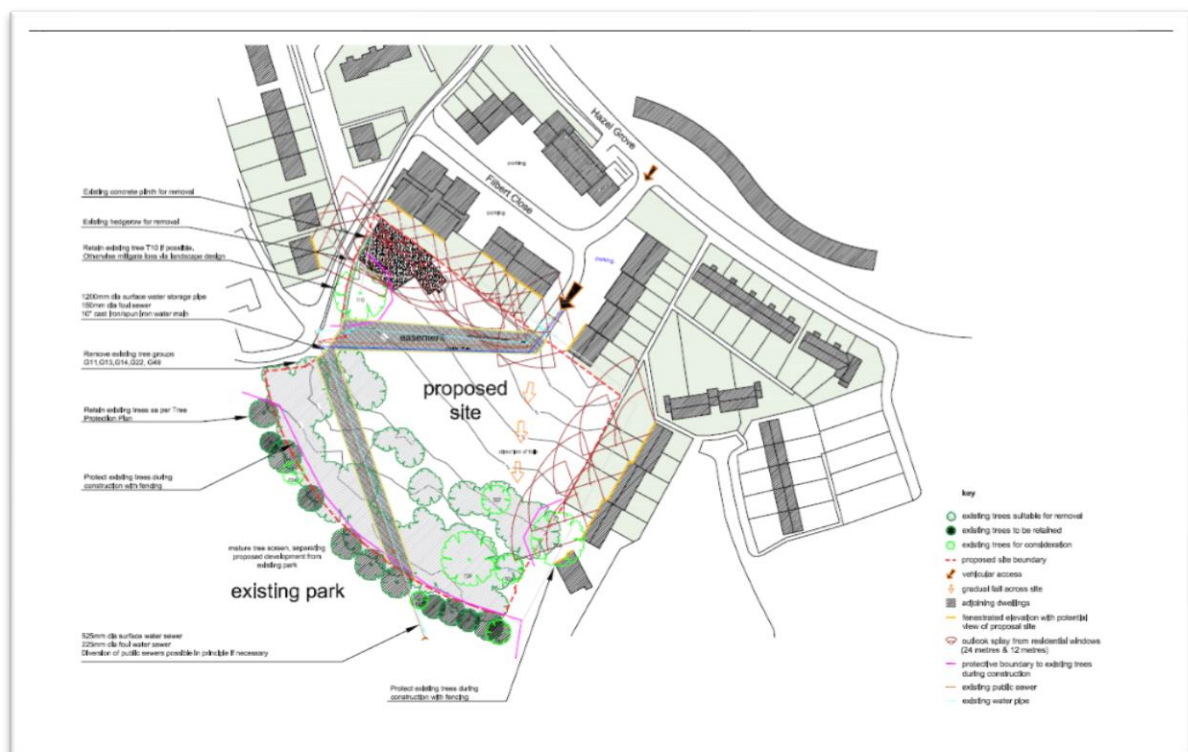 Hazel Grove
parking
Filbert Close
parking
parking
Existing concrete plinth for removal
Existing hedgerow for removal
Retain existing tree T10 if possible,
Otherwise mitigate loss via landscape design
1200mm dia surface water storage pipe
150mm dia foul sewer
10" cast iron/spun iron water main
Remove existing tree groups
G11,G13,G14,G22, G49
Retain existing trees as per Tree
Protection Plan
Protect existing trees during
construction with fencing
easement
proposed
site
direction of falls
mature tree screen, separating
proposed development from
existing park
existing park
525mm dia surface water sewer
225mm dia foul water sewer
Diversion of public sewers possible in principle if necessary
Protect existing trees during
construction with fencing
key
existing trees suitable for removal
existing trees to be retained
existing trees for consideration
proposed site boundary
vehicular access
gradual fall across site
adjoining dwellings
fenestrated elevation with potential
view of proposal site
outlook splay from residential windows
(24 metres & 12 metres)
protective boundary to existing trees
during construction
existing public sewer
existing water pipe